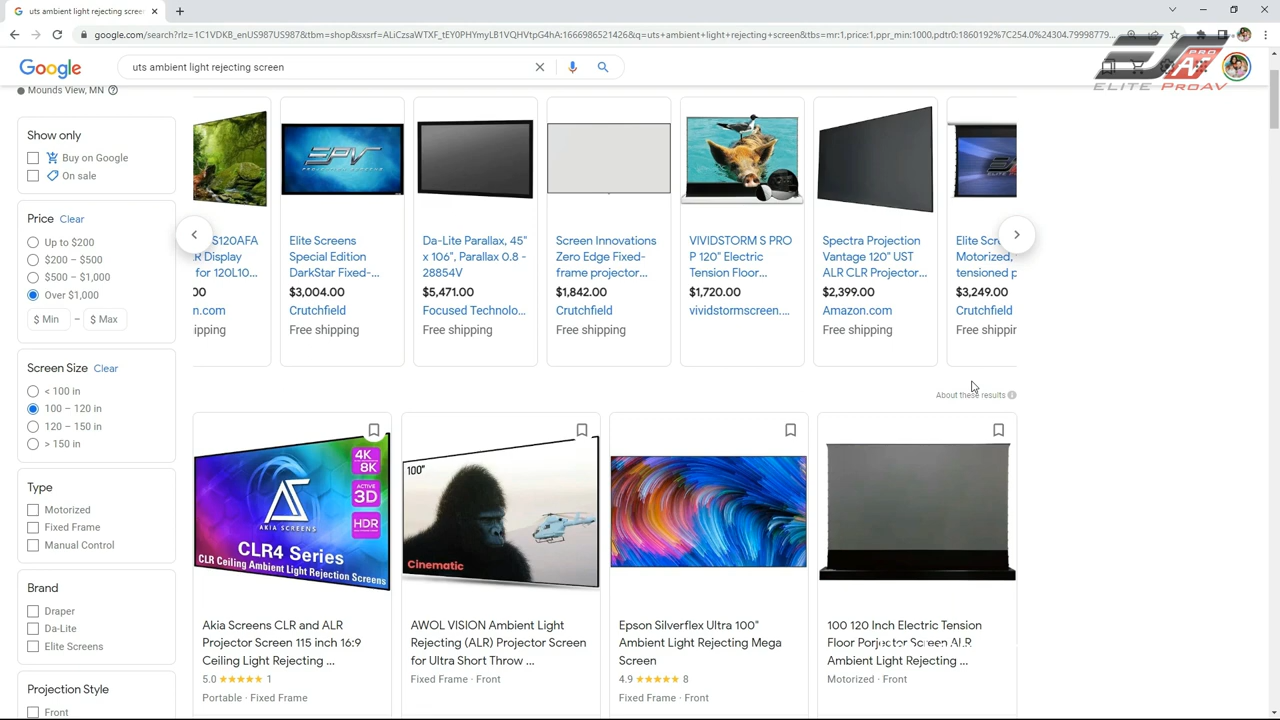 uts ambient light rejecting screen
google.com/search?rlz=1C1VDKB_enUS987US987&tbm=shop&sxsrf=ALiCzsaWTXF_tEY0PHYmyLB1VQHVtpG4hA:1666986521426&q=uts+ambient+light+rejecting+screen&tbs=mr:1,price:1,ppr_min:1000,pdtr0:1860192%7C254.0%24304.79998779...
Google
uts ambient light rejecting screen
ELITE PROAV
Mounds View, MN
Show only
Buy on Google
On sale
Price Clear
Up to $200
$200 – $500
$500 – $1,000
Over $1,000
$ Min – $ Max
Screen Size Clear
< 100 in
100 – 120 in
120 – 150 in
> 150 in
Type
Motorized
Fixed Frame
Manual Control
Brand
Draper
Da-Lite
Elite Screens
Projection Style
Front
S120AFA
R Display
for 120L10...
00
n.com
ipping
EPV
Elite Screens
Special Edition
DarkStar Fixed-...
$3,004.00
Crutchfield
Free shipping
Da-Lite Parallax, 45"
x 106", Parallax 0.8 -
28854V
$5,471.00
Focused Technolo...
Free shipping
Screen Innovations
Zero Edge Fixed-
frame projector...
$1,842.00
Crutchfield
Free shipping
VIVIDSTORM S PRO
P 120" Electric
Tension Floor...
$1,720.00
vividstormscreen....
Free shipping
Spectra Projection
Vantage 120" UST
ALR CLR Projector...
$2,399.00
Amazon.com
Free shipping
Elite Scr
Motorized,
tensioned p
$3,249.00
Crutchfield
Free shippin
About these results
AKIA SCREENS
4K
8K
ACTIVE
3D
HDR
CLR4 Series
CLR Ceiling Ambient Light Rejection Screens
Akia Screens CLR and ALR
Projector Screen 115 inch 16:9
Ceiling Light Rejecting ...
5.0 ★★★★★ 1
Portable · Fixed Frame
100"
Cinematic
AWOL VISION Ambient Light
Rejecting (ALR) Projector Screen
for Ultra Short Throw ...
Fixed Frame · Front
Epson Silverflex Ultra 100"
Ambient Light Rejecting Mega
Screen
4.9 ★★★★★ 8
Fixed Frame · Front
100 120 Inch Electric Tension
Floor Porjector Screen ALR
Ambient Light Rejecting ...
Motorized · Front